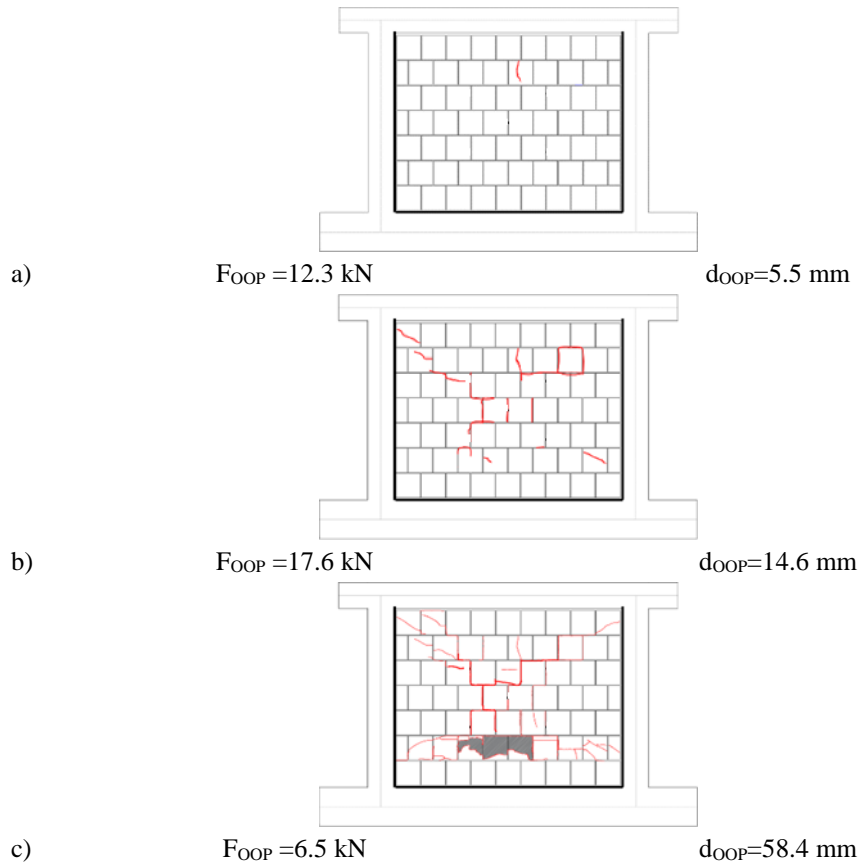 a) F_OOP =12.3 kN d_OOP=5.5 mm
b) F_OOP =17.6 kN d_OOP=14.6 mm
c) F_OOP =6.5 kN d_OOP=58.4 mm